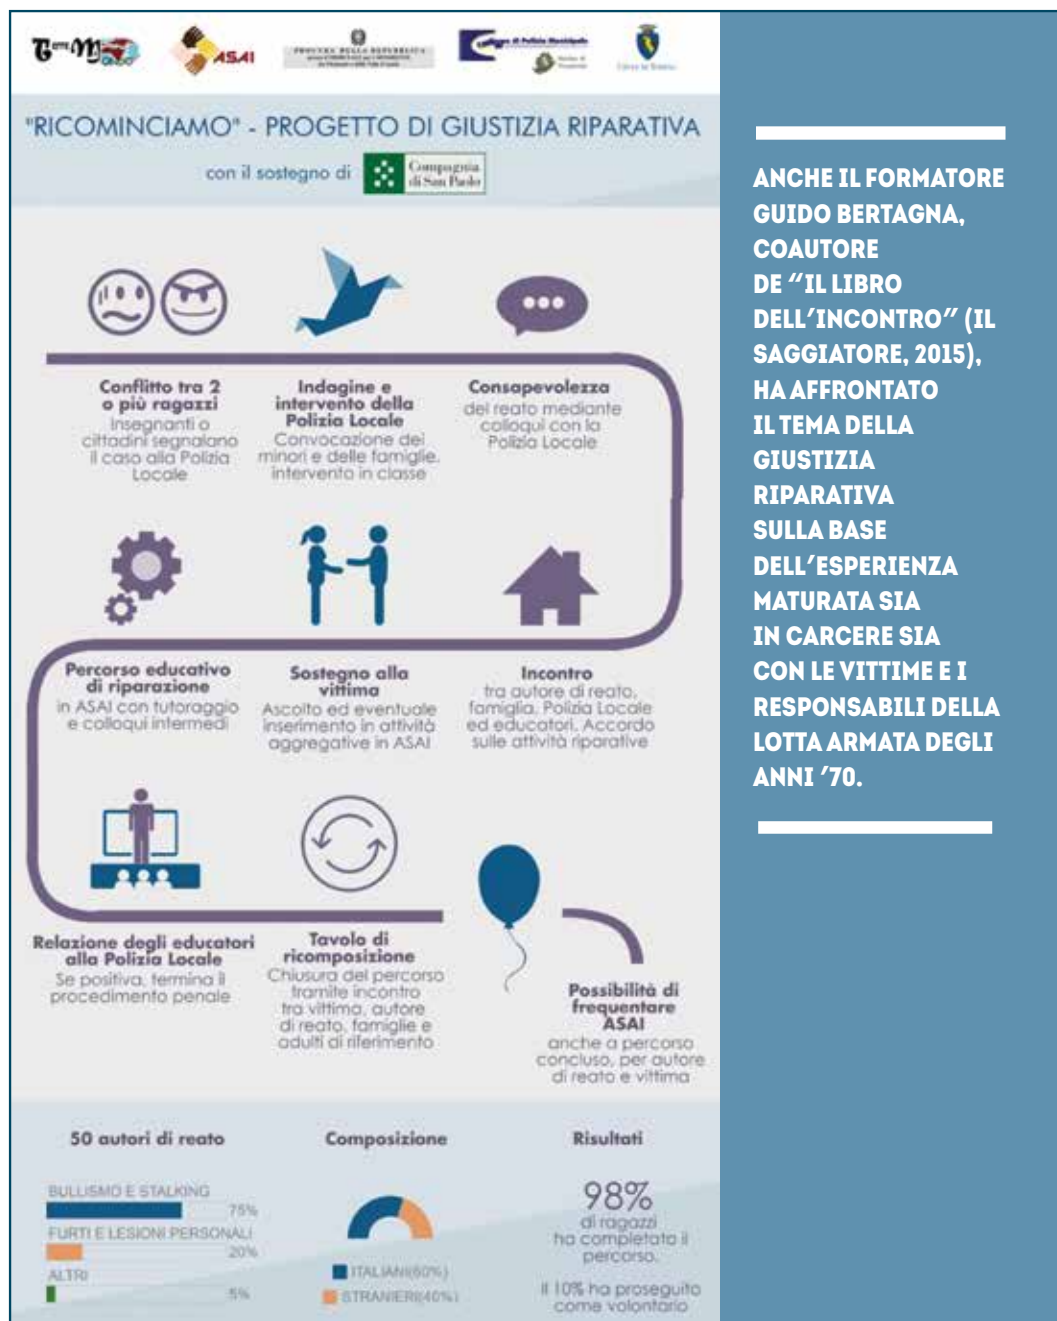 ASAI
PROCURA DELLA REPUBBLICA
di Polizia Municipale
"RICOMINCIAMO" - PROGETTO DI GIUSTIZIA RIPARATIVA
con il sostegno di
Compagnia
di San Paolo
Conflitto tra 2
o più ragazzi
Insegnanti o
cittadini segnalano
il caso alla Polizia
Locale
Indagine e
intervento della
Polizia Locale
Convocazione dei
minori e delle famiglie,
intervento in classe
Consapevolezza
del reato mediante
colloqui con la
Polizia Locale
Percorso educativo
di riparazione
in ASAI con tutoraggio
e colloqui intermedi
Sostegno alla
vittima
Ascolto ed eventuale
inserimento in attività
aggregative in ASAI
Incontro
tra autore di reato,
famiglia, Polizia Locale
ed educatori. Accordo
sulle attività riparative
Relazione degli educatori
alla Polizia Locale
Se positiva, termina il
procedimento penale
Tavolo di
ricomposizione
Chiusura del percorso
tramite incontro
tra vittima, autore
di reato, famiglie e
adulti di riferimento
Possibilità di
frequentare
ASAI
anche a percorso
concluso, per autore
di reato e vittima
50 autori di reato
BULLISMO E STALKING
75%
FURTI E LESIONI PERSONALI
20%
ALTRI
5%
Composizione
ITALIANI(60%)
STRANIERI(40%)
Risultati
98%
di ragazzi
ha completato il
percorso.
Il 10% ha proseguito
come volontario
ANCHE IL FORMATORE
GUIDO BERTAGNA,
COAUTORE
DE “IL LIBRO
DELL’INCONTRO” (IL
SAGGIATORE, 2015),
HA AFFRONTATO
IL TEMA DELLA
GIUSTIZIA
RIPARATIVA
SULLA BASE
DELL’ESPERIENZA
MATURATA SIA
IN CARCERE SIA
CON LE VITTIME E I
RESPONSABILI DELLA
LOTTA ARMATA DEGLI
ANNI ’70.